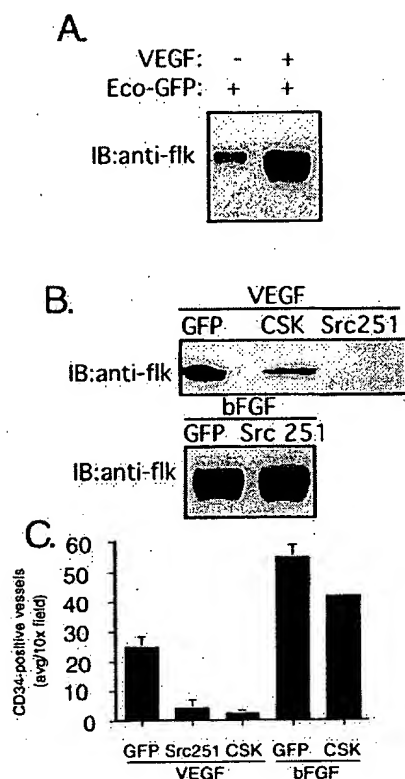 A.
VEGF: - +
Eco-GFP: + +
IB:anti-flk
B.
VEGF
GFP CSK Src251
IB:anti-flk
bFGF
GFP Src 251
IB:anti-flk
C.
CD34-positive vessels
(avg/10x field)
60
50
40
30
20
10
0
GFP Src251 CSK GFP CSK
VEGF bFGF